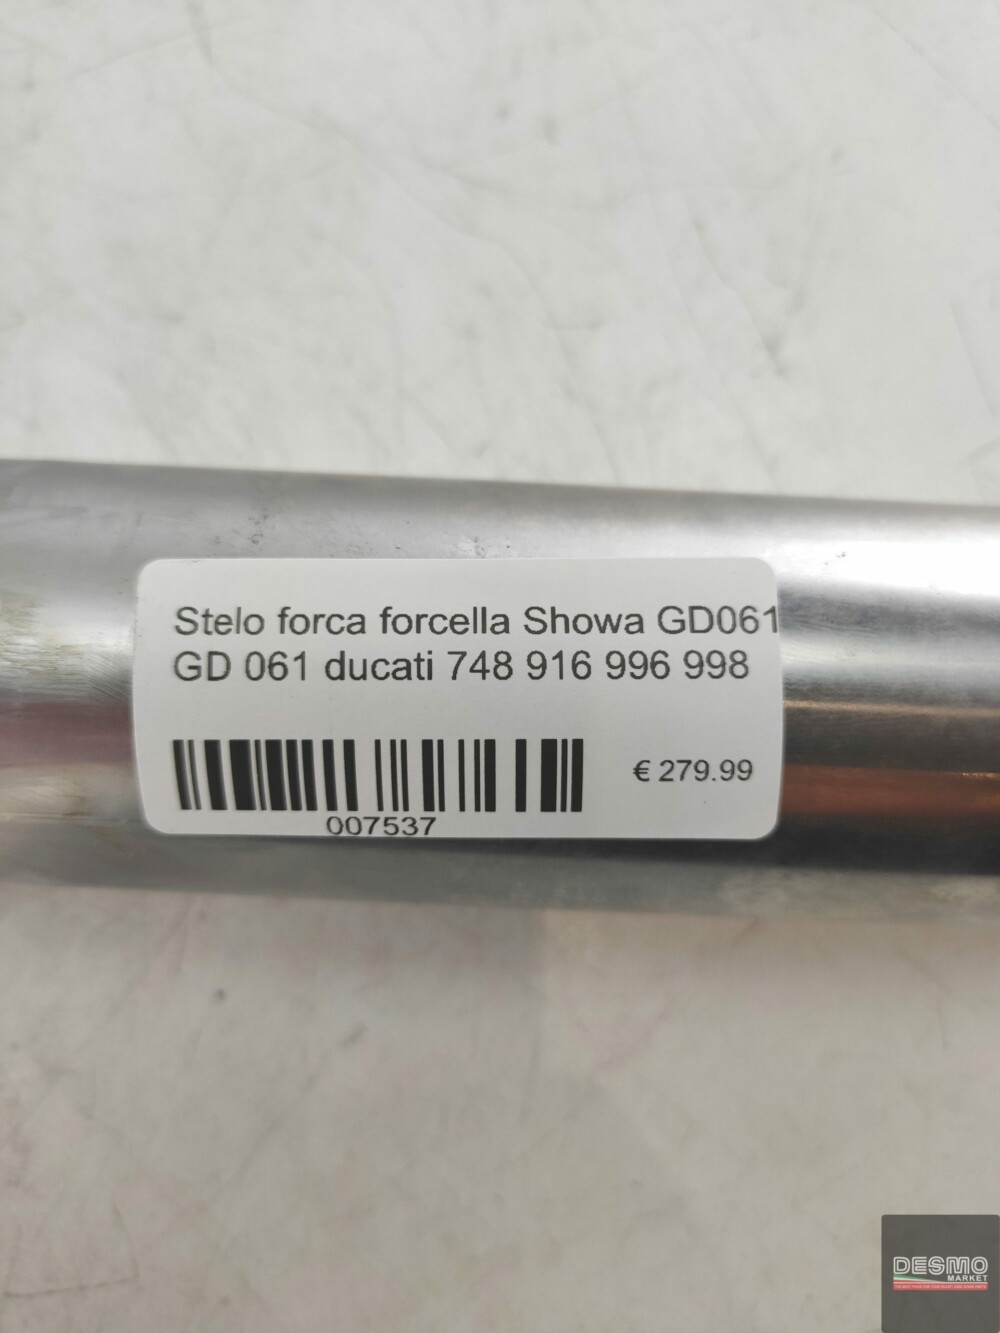 Stelo forca forcella Showa GD061
GD 061 ducati 748 916 996 998
€ 279.99
007537
DESMO
MARKET